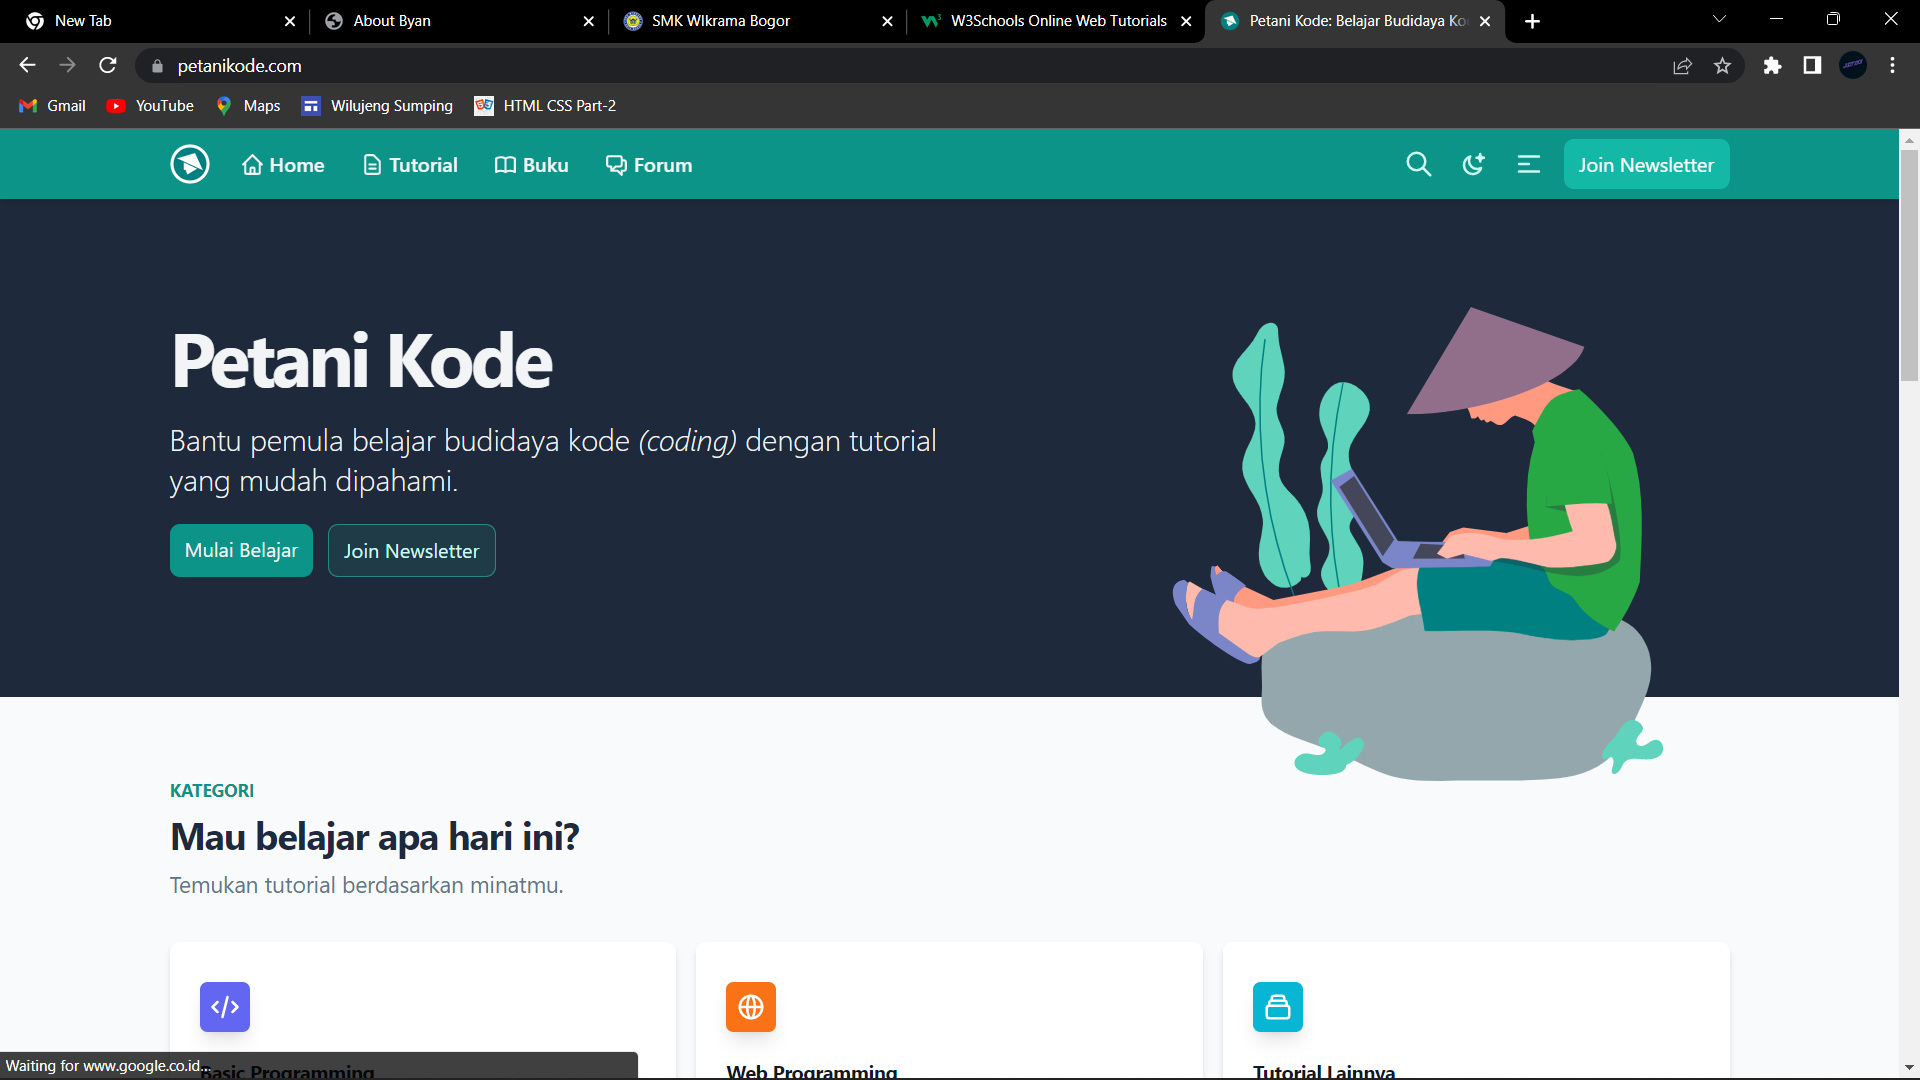 New Tab
About Byan
SMK WIkrama Bogor
W3Schools Online Web Tutorials
Petani Kode: Belajar Budidaya Ko
petanikode.com
Gmail
YouTube
Maps
Wilujeng Sumping
HTML CSS Part-2
Home
Tutorial
Buku
Forum
Join Newsletter
Petani Kode
Bantu pemula belajar budidaya kode (coding) dengan tutorial
yang mudah dipahami.
Mulai Belajar
Join Newsletter
KATEGORI
Mau belajar apa hari ini?
Temukan tutorial berdasarkan minatmu.
Basic Programming
Web Programming
Tutorial Lainnya
Waiting for www.google.co.id...